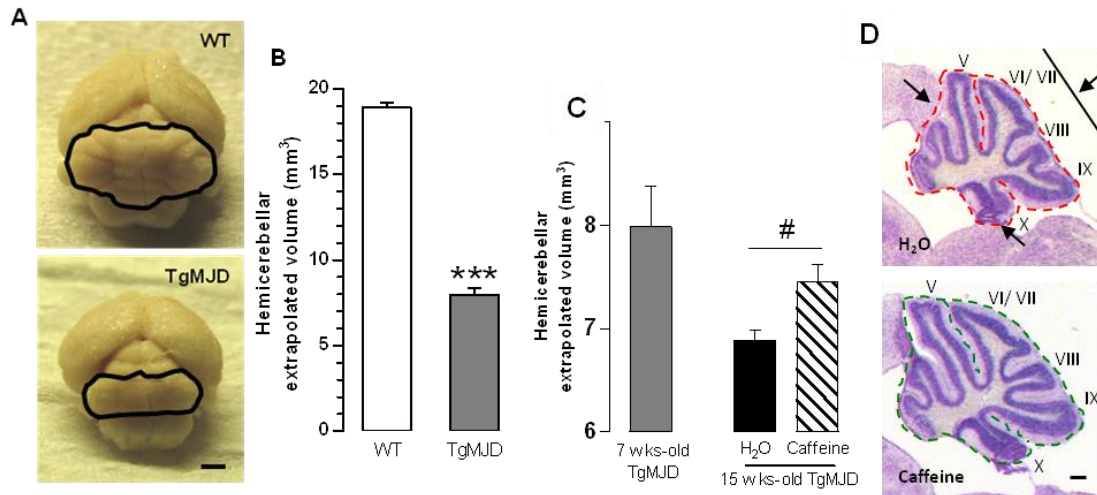 A
WT
TgMJD
B
Hemicerebellar
extrapolated volume (mm³)
20
15
10
5
0
***
WT
TgMJD
C
Hemicerebellar
extrapolated volume (mm³)
8
7
6
#
7 wks-old
TgMJD
H₂O
Caffeine
15 wks-old TgMJD
D
V
VI/ VII
VIII
IX
X
H₂O
V
VI/ VII
VIII
IX
X
Caffeine